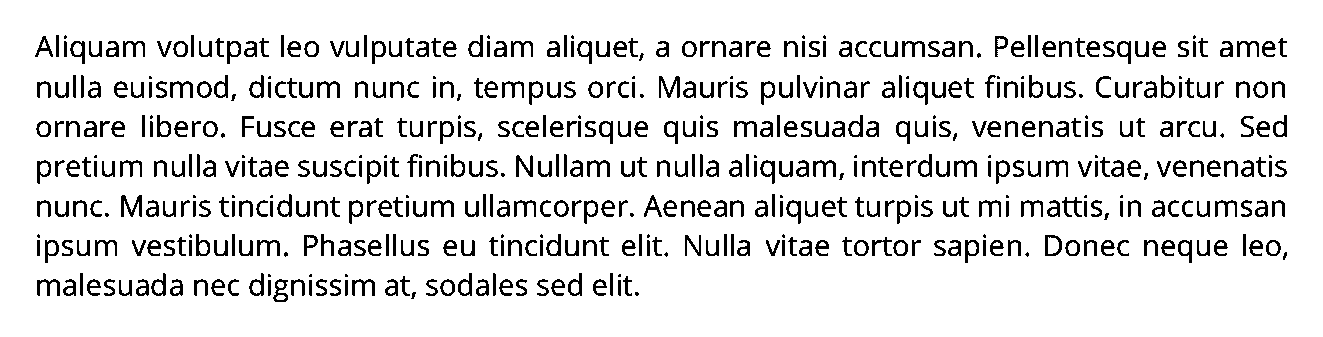 Aliquam volutpat leo vulputate diam aliquet, a ornare nisi accumsan. Pellentesque sit amet
nulla euismod, dictum nunc in, tempus orci. Mauris pulvinar aliquet finibus. Curabitur non
ornare libero. Fusce erat turpis, scelerisque quis malesuada quis, venenatis ut arcu. Sed
pretium nulla vitae suscipit finibus. Nullam ut nulla aliquam, interdum ipsum vitae, venenatis
nunc. Mauris tincidunt pretium ullamcorper. Aenean aliquet turpis ut mi mattis, in accumsan
ipsum vestibulum. Phasellus eu tincidunt elit. Nulla vitae tortor sapien. Donec neque leo,
malesuada nec dignissim at, sodales sed elit.